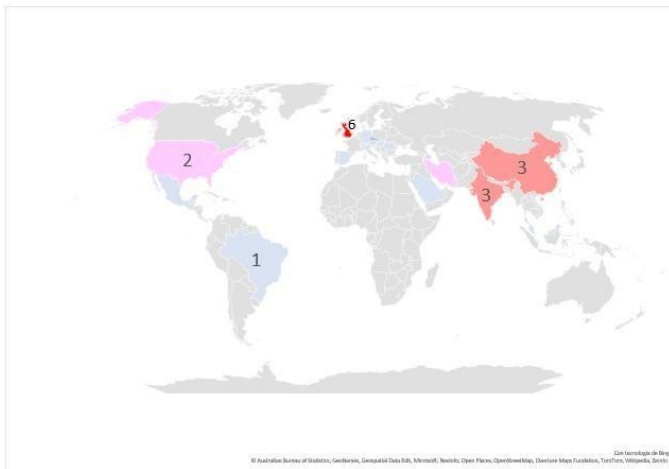 6
2
3
3
1
Con tecnología de Bing
© Australian Bureau of Statistics, GeoNames, Geospatial Data Edit, Microsoft, Navinfo, Open Places, OpenStreetMap, Overture Maps Fundation, TomTom, Wikipedia, Zenrin